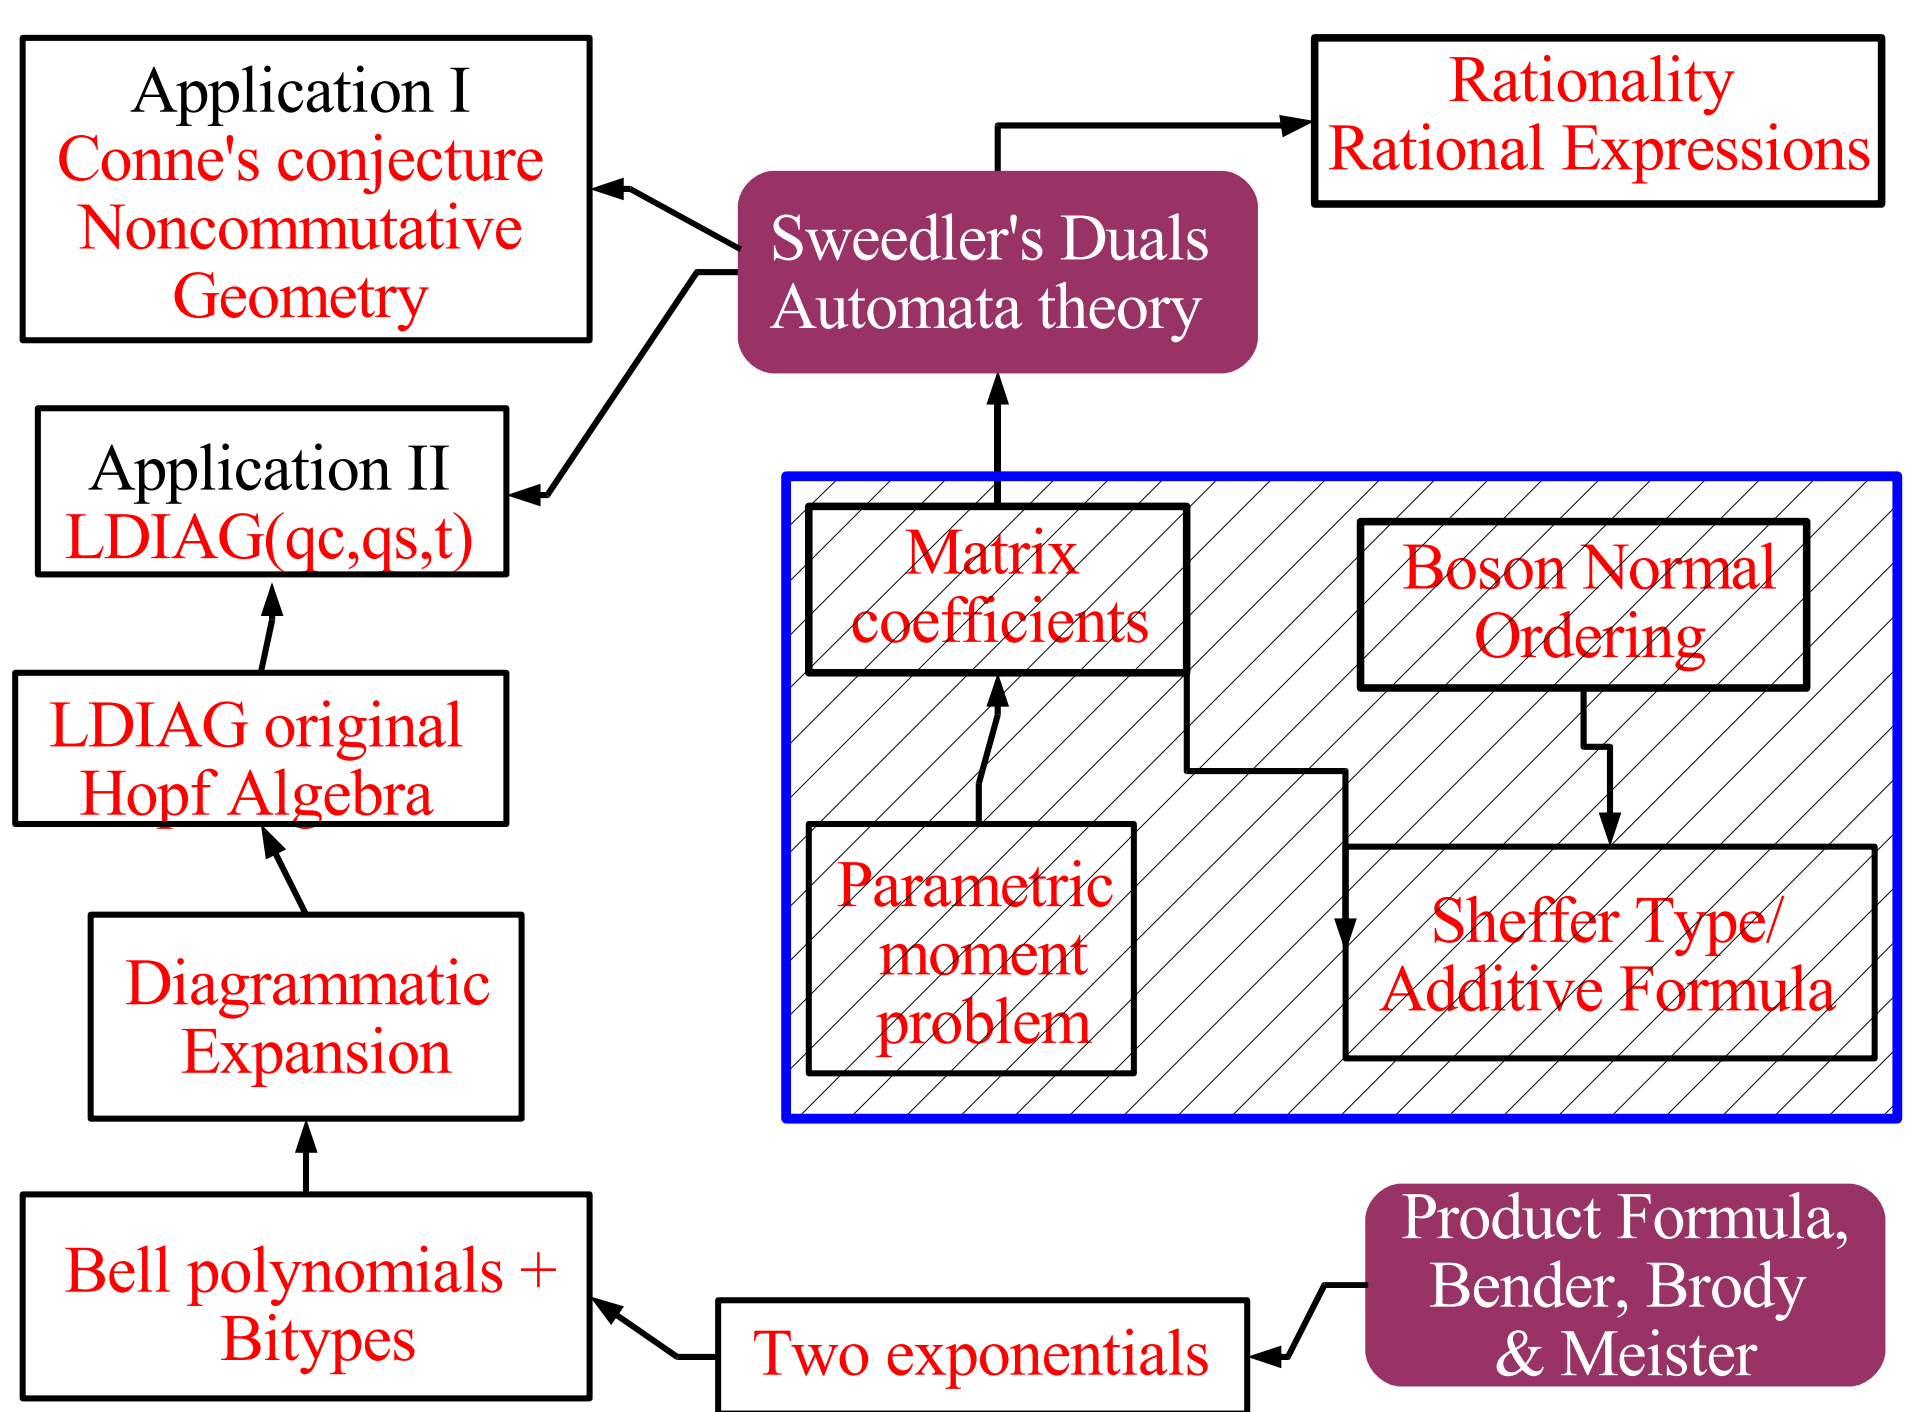 Application I
Conne's conjecture
Noncommutative
Geometry
Rationality
Rational Expressions
Sweedler's Duals
Automata theory
Application II
LDIAG(qc,qs,t)
Matrix
coefficients
Boson Normal
Ordering
LDIAG original
Hopf Algebra
Parametric
moment
problem
Sheffer Type/
Additive Formula
Diagrammatic
Expansion
Bell polynomials +
Bitypes
Two exponentials
Product Formula,
Bender, Brody
& Meister